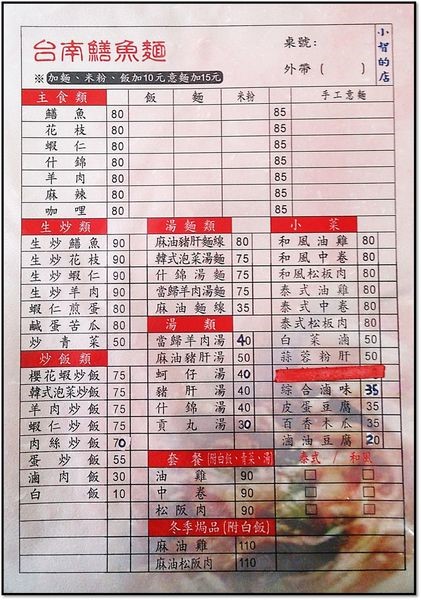 小智的店
台南鱔魚麵
桌號:
外帶( )
※加麵、米粉、飯加10元意麵加15元
主食類 飯 麵 米粉 手工意麵
鱔魚 80 85
花枝 80 85
蝦仁 80 85
什錦 80 85
羊肉 80 85
麻辣 80 85
咖哩 80 85
生炒類
生炒鱔魚 90
生炒花枝 90
生炒蝦仁 90
生炒羊肉 90
蝦仁煎蛋 80
鹹蛋苦瓜 80
炒青菜 50
炒飯類
櫻花蝦炒飯 75
韓式泡菜炒飯 75
羊肉炒飯 75
蝦仁炒飯 75
肉絲炒飯 70
蛋炒飯 55
滷肉飯 30
白飯 10
湯麵類
麻油豬肝麵線 80
韓式泡菜湯麵 75
什錦湯麵 75
當歸羊肉湯麵 75
麻油麵線 35
湯類
當歸羊肉湯 40
麻油豬肝湯 50
蚵仔湯 40
豬肝湯 40
蛤仔湯 40
貢丸湯 30
小菜
和風油雞 80
和風中卷 80
和風松板肉 80
泰式油雞 80
泰式中卷 80
泰式松板肉 80
白菜滷 50
蒜蓉粉肝 50
綜合滷味 35
皮蛋豆腐 35
百香木瓜 35
滷油豆腐 20
套餐(附白飯、青菜、湯) 泰式 / 和風
油雞 90 □ □
中卷 90 □ □
松阪肉 90 □ □
冬季焗品(附白飯)
麻油雞 110
麻油松阪肉 110